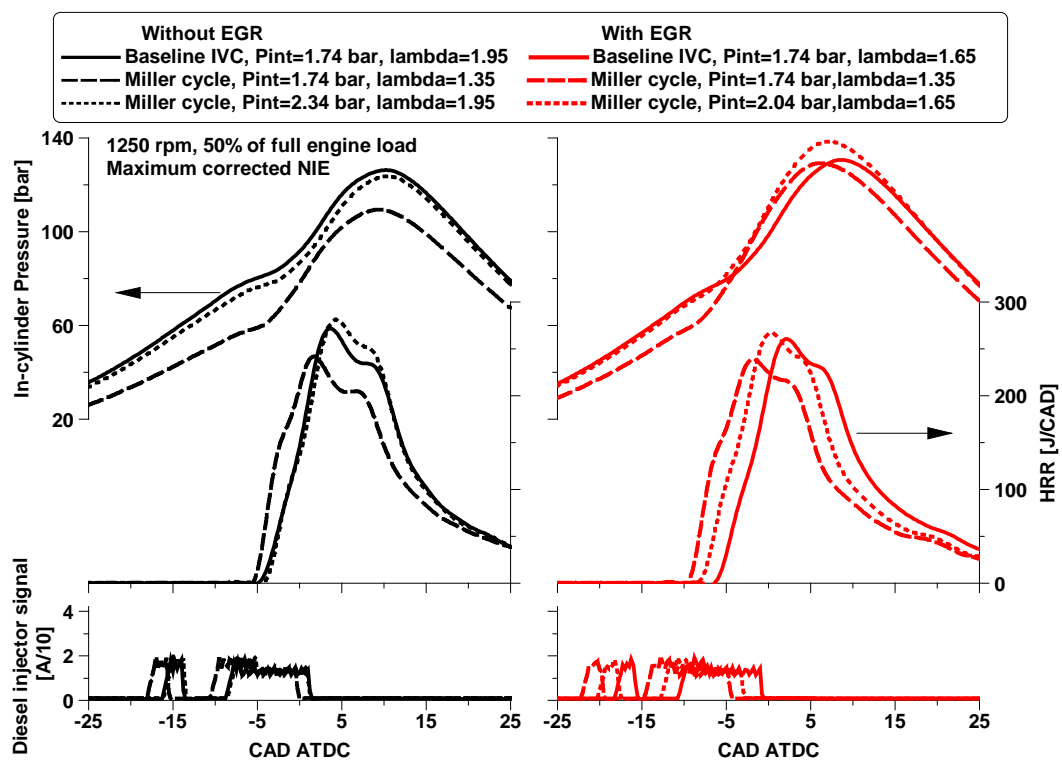 Without EGR With EGR
Baseline IVC, Pint=1.74 bar, lambda=1.95 Baseline IVC, Pint=1.74 bar, lambda=1.65
Miller cycle, Pint=1.74 bar, lambda=1.35 Miller cycle, Pint=1.74 bar,lambda=1.35
Miller cycle, Pint=2.34 bar, lambda=1.95 Miller cycle, Pint=2.04 bar,lambda=1.65
1250 rpm, 50% of full engine load
Maximum corrected NIE
In-cylinder Pressure [bar]
140
100
60
20
300
200
100
0
HRR [J/CAD]
Diesel injector signal
[A/10]
4
2
0
-25 -15 -5 5 15 25 -25 -15 -5 5 15 25
CAD ATDC CAD ATDC